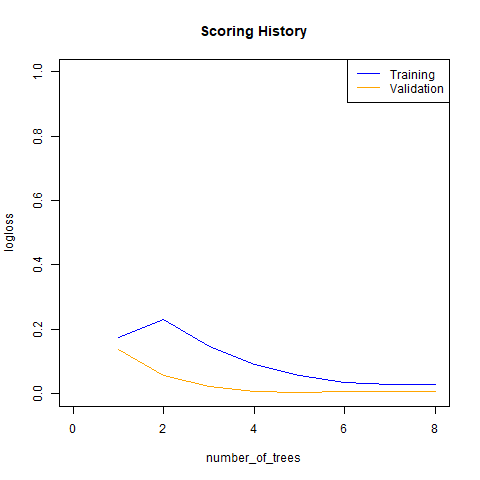 Scoring History
Training
Validation
logloss
1.0
0.8
0.6
0.4
0.2
0.0
0 2 4 6 8
number_of_trees